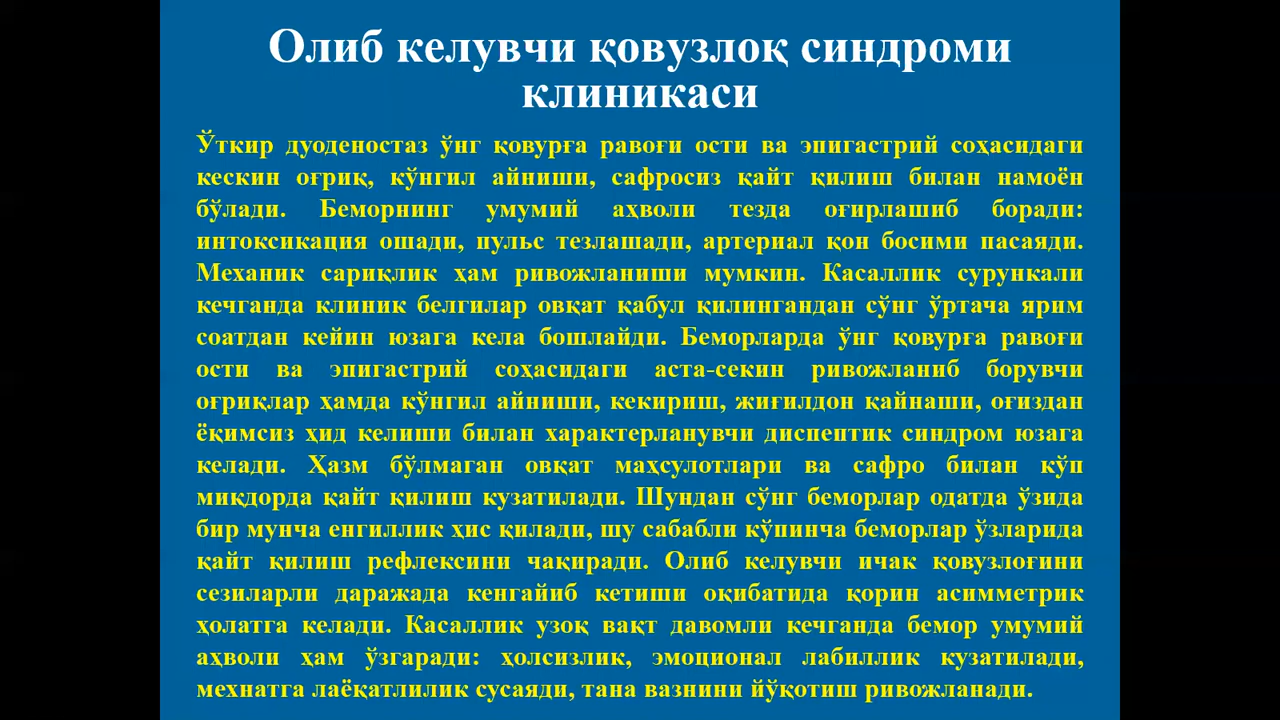 Олиб келувчи қовузлоқ синдроми
клиникаси
Ўткир дуоденостаз ўнг қовурға равоғи ости ва эпигастрий соҳасидаги
кескин оғриқ, кўнгил айниши, сафросиз қайт қилиш билан намоён
бўлади. Беморнинг умумий аҳволи тезда оғирлашиб боради:
интоксикация ошади, пульс тезлашади, артериал қон босими пасаяди.
Механик сариқлик ҳам ривожланиши мумкин. Касаллик сурункали
кечганда клиник белгилар овқат қабул қилингандан сўнг ўртача ярим
соатдан кейин юзага кела бошлайди. Беморларда ўнг қовурға равоғи
ости ва эпигастрий соҳасидаги аста-секин ривожланиб борувчи
оғриқлар ҳамда кўнгил айниши, кекириш, жиғилдон қайнаши, оғиздан
ёқимсиз ҳид келиши билан характерланувчи диспептик синдром юзага
келади. Ҳазм бўлмаган овқат маҳсулотлари ва сафро билан кўп
миқдорда қайт қилиш кузатилади. Шундан сўнг беморлар одатда ўзида
бир мунча енгиллик ҳис қилади, шу сабабли кўпинча беморлар ўзларида
қайт қилиш рефлексини чақиради. Олиб келувчи ичак қовузлоғини
сезиларли даражада кенгайиб кетиши оқибатида қорин асимметрик
ҳолатга келади. Касаллик узоқ вақт давомли кечганда бемор умумий
аҳволи ҳам ўзгаради: ҳолсизлик, эмоционал лабиллик кузатилади,
мехнатга лаёқатлилик сусаяди, тана вазнини йўқотиш ривожланади.